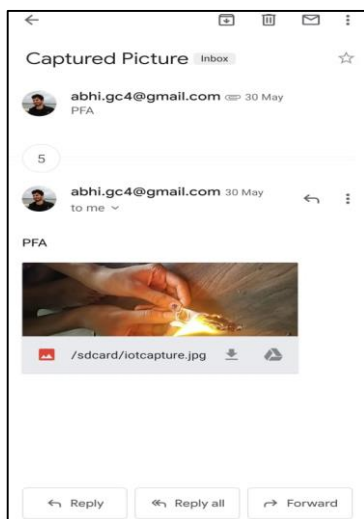 Captured Picture Inbox
abhi.gc4@gmail.com 30 May
PFA
5
abhi.gc4@gmail.com 30 May
to me
PFA
/sdcard/iotcapture.jpg
Reply Reply all Forward